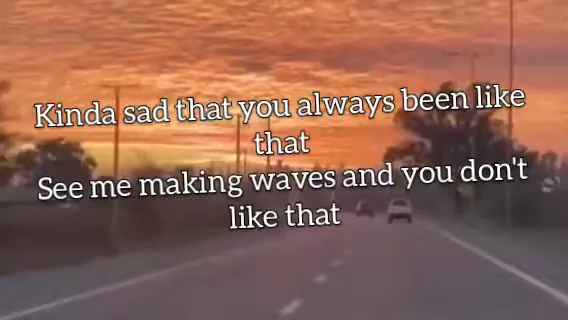 Kinda sad that you always been like
that
See me making waves and you don't
like that